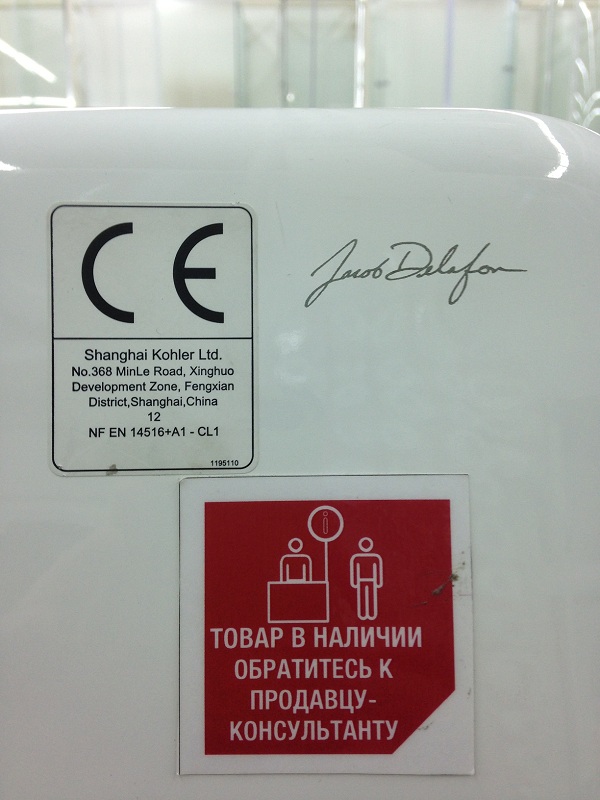 CE
Jacob Delafon
Shanghai Kohler Ltd.
No.368 MinLe Road, Xinghuo
Development Zone, Fengxian
District,Shanghai,China
12
NF EN 14516+A1 - CL1
1195110
i
ТОВАР В НАЛИЧИИ
ОБРАТИТЕСЬ К
ПРОДАВЦУ-
КОНСУЛЬТАНТУ